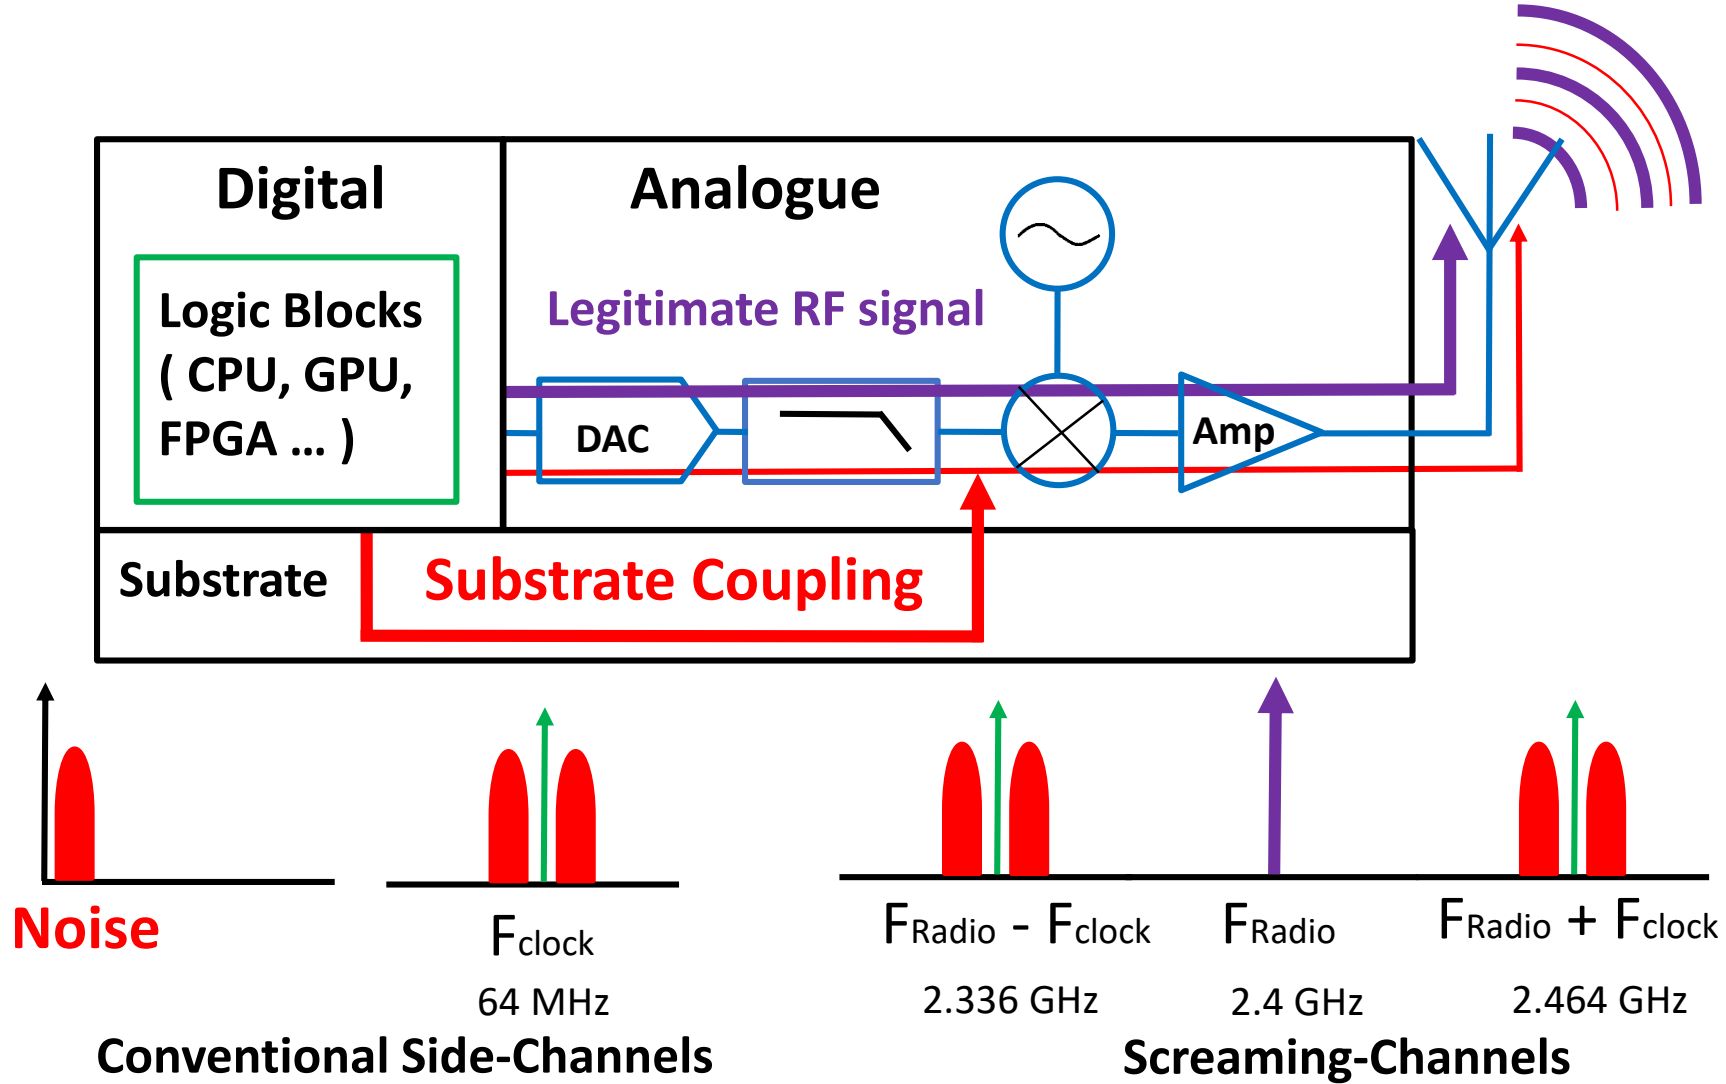 Digital
Analogue
Logic Blocks
( CPU, GPU,
FPGA ... )
Legitimate RF signal
DAC
Amp
Substrate
Substrate Coupling
Noise
Fclock
64 MHz
FRadio - Fclock
2.336 GHz
FRadio
2.4 GHz
FRadio + Fclock
2.464 GHz
Conventional Side-Channels
Screaming-Channels